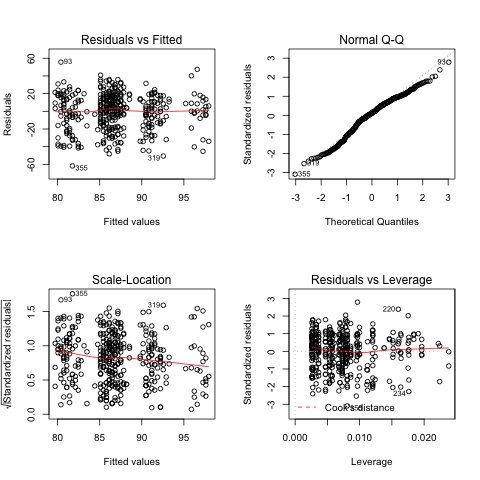 Residuals vs Fitted
Residuals
60
20
-20
-60
93
319
355
80 85 90 95
Fitted values
Normal Q-Q
Standardized residuals
3
2
1
0
-1
-2
-3
93
319
355
-3 -2 -1 0 1 2 3
Theoretical Quantiles
Scale-Location
√|Standardized residuals|
1.5
1.0
0.5
0.0
355
93
319
80 85 90 95
Fitted values
Residuals vs Leverage
Standardized residuals
3
2
1
0
-1
-2
-3
220
234
355
Cook's distance
0.000 0.010 0.020
Leverage